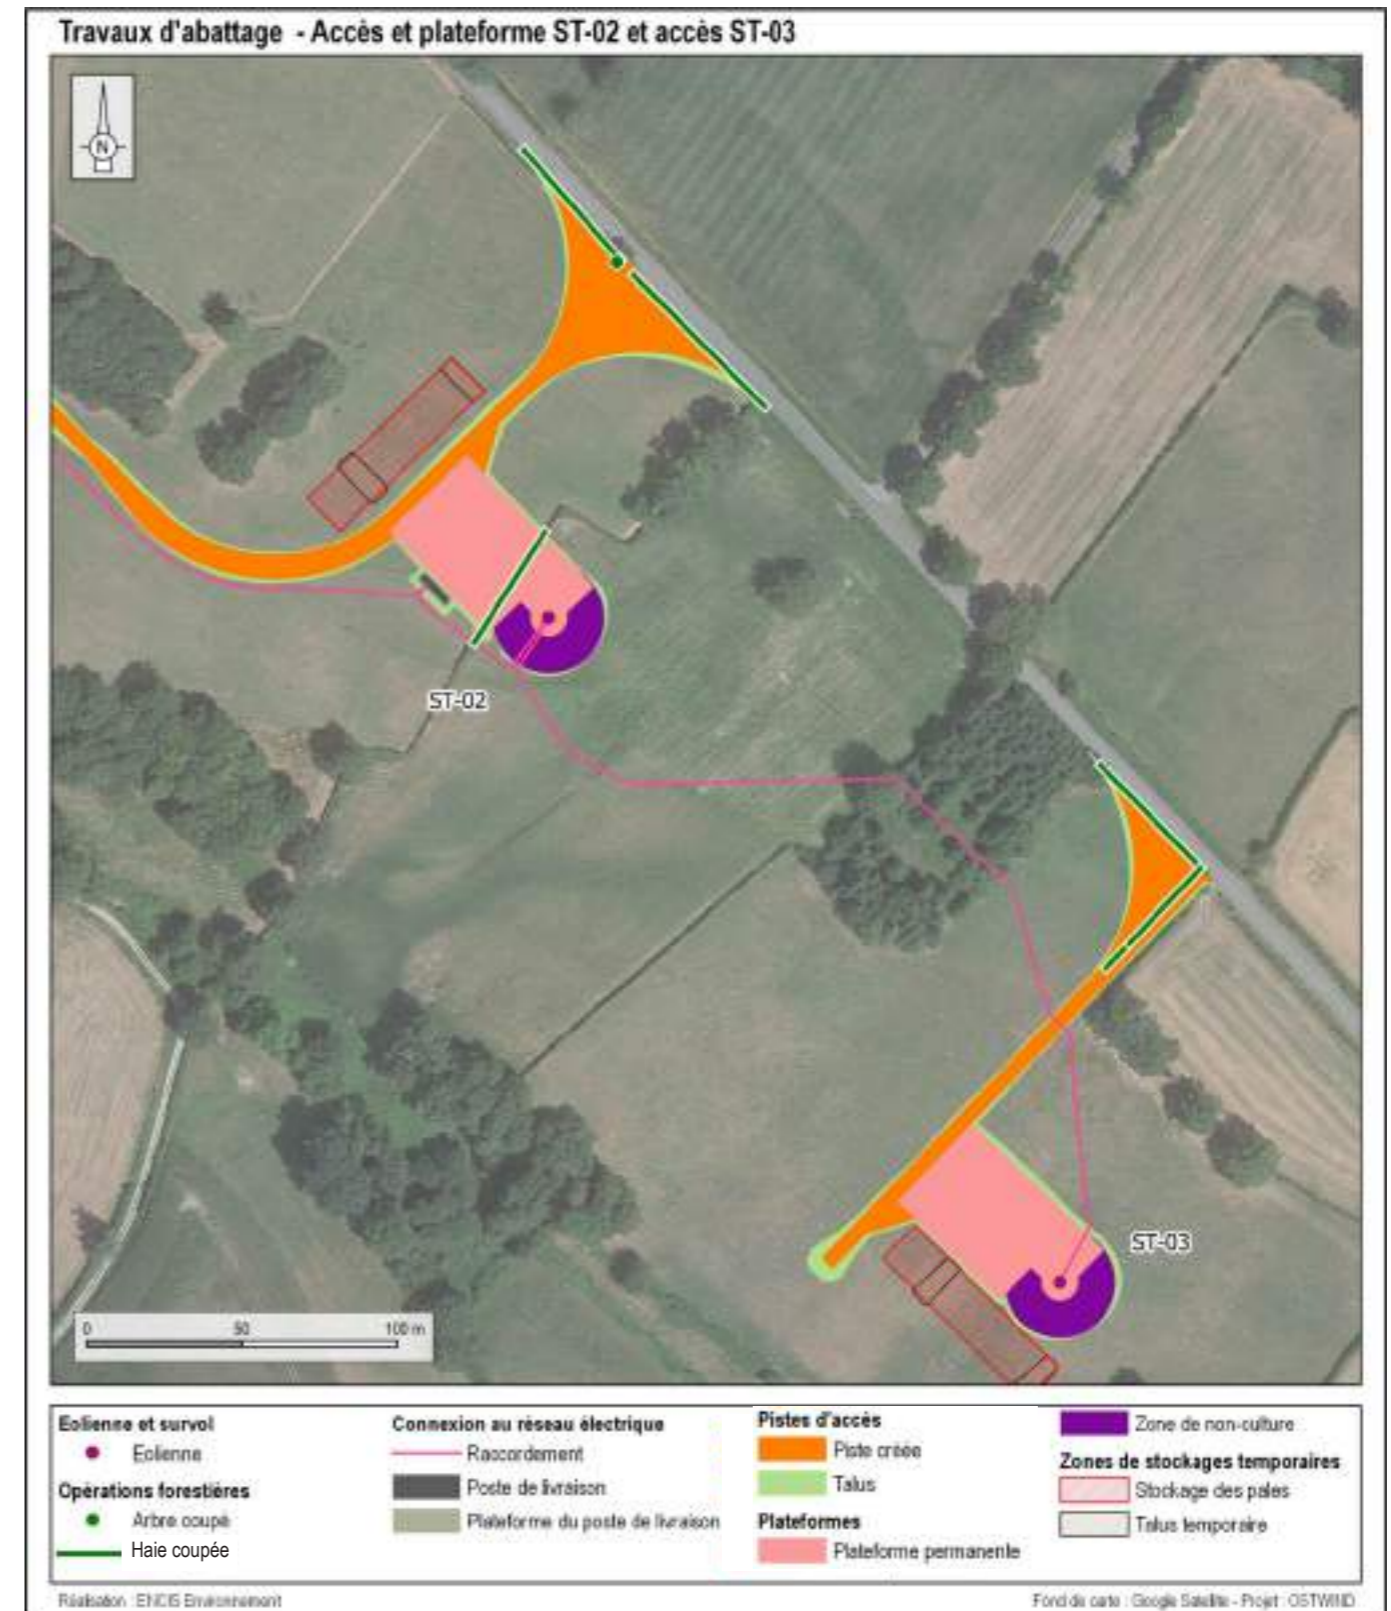 Travaux d'abattage - Accès et plateforme ST-02 et accès ST-03
N
ST-02
ST-03
0 50 100 m
Eolienne et survol
Eolienne
Opérations forestières
Arbre coupé
Haie coupée
Connexion au réseau électrique
Raccordement
Poste de livraison
Plateforme du poste de livraison
Pistes d'accès
Piste créée
Talus
Plateformes
Plateforme permanente
Zone de non-culture
Zones de stockages temporaires
Stockage des pales
Talus temporaire
Réalisation : ENCIS Environnement
Fond de carte : Google Satellite - Projet : OSTWIND